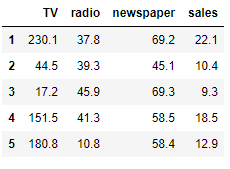 TV radio newspaper sales
1 230.1 37.8 69.2 22.1
2 44.5 39.3 45.1 10.4
3 17.2 45.9 69.3 9.3
4 151.5 41.3 58.5 18.5
5 180.8 10.8 58.4 12.9